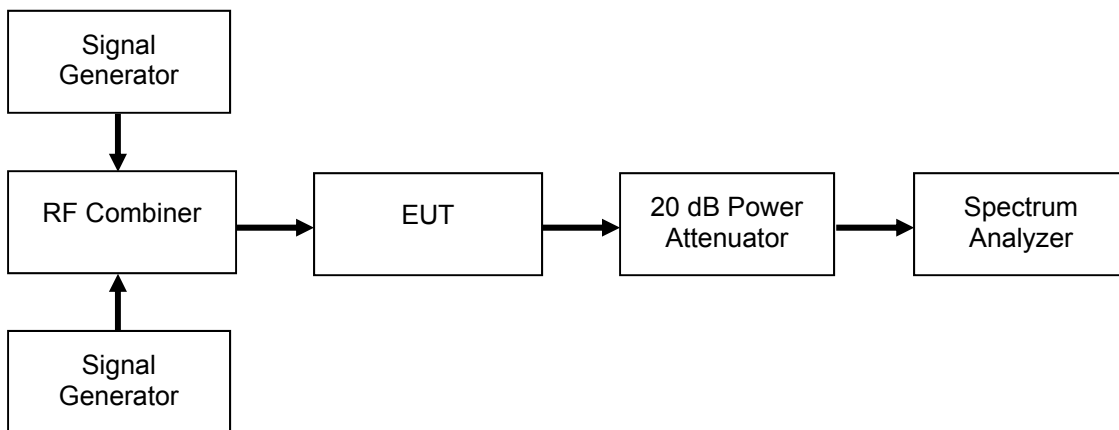 Signal
Generator
RF Combiner
EUT
20 dB Power
Attenuator
Spectrum
Analyzer
Signal
Generator